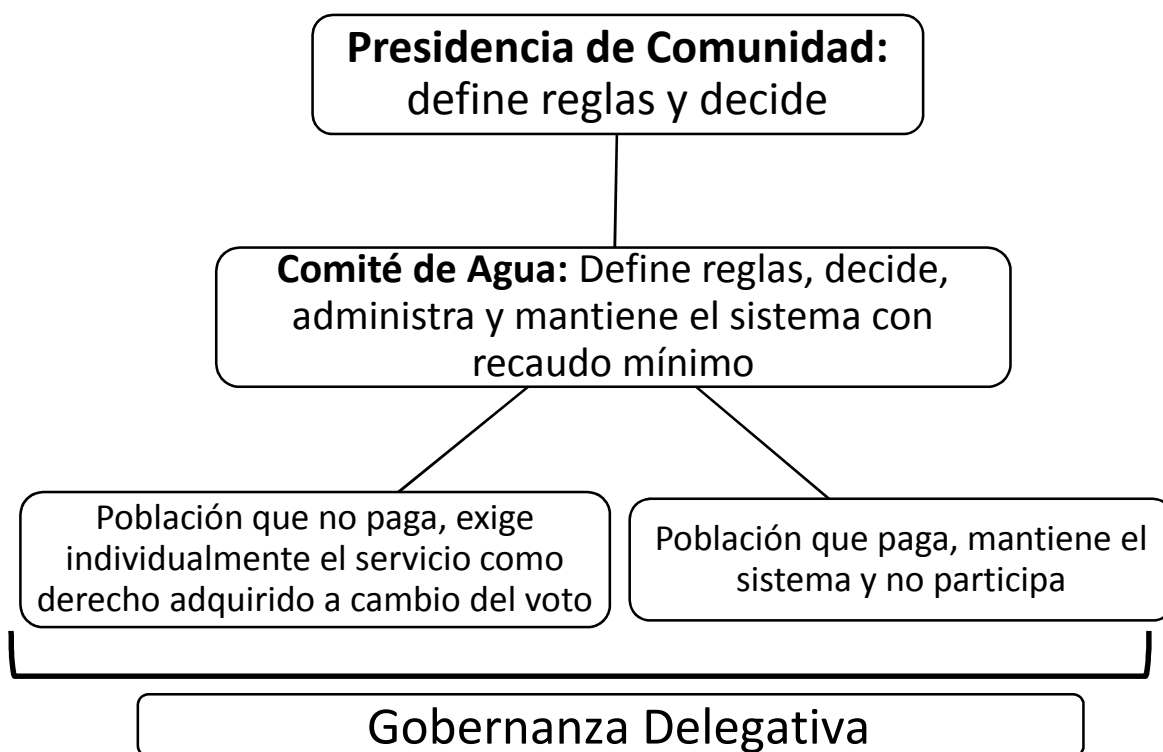 Presidencia de Comunidad:
define reglas y decide
Comité de Agua: Define reglas, decide,
administra y mantiene el sistema con
recaudo mínimo
Población que no paga, exige
individualmente el servicio como
derecho adquirido a cambio del voto
Población que paga, mantiene el
sistema y no participa
Gobernanza Delegativa